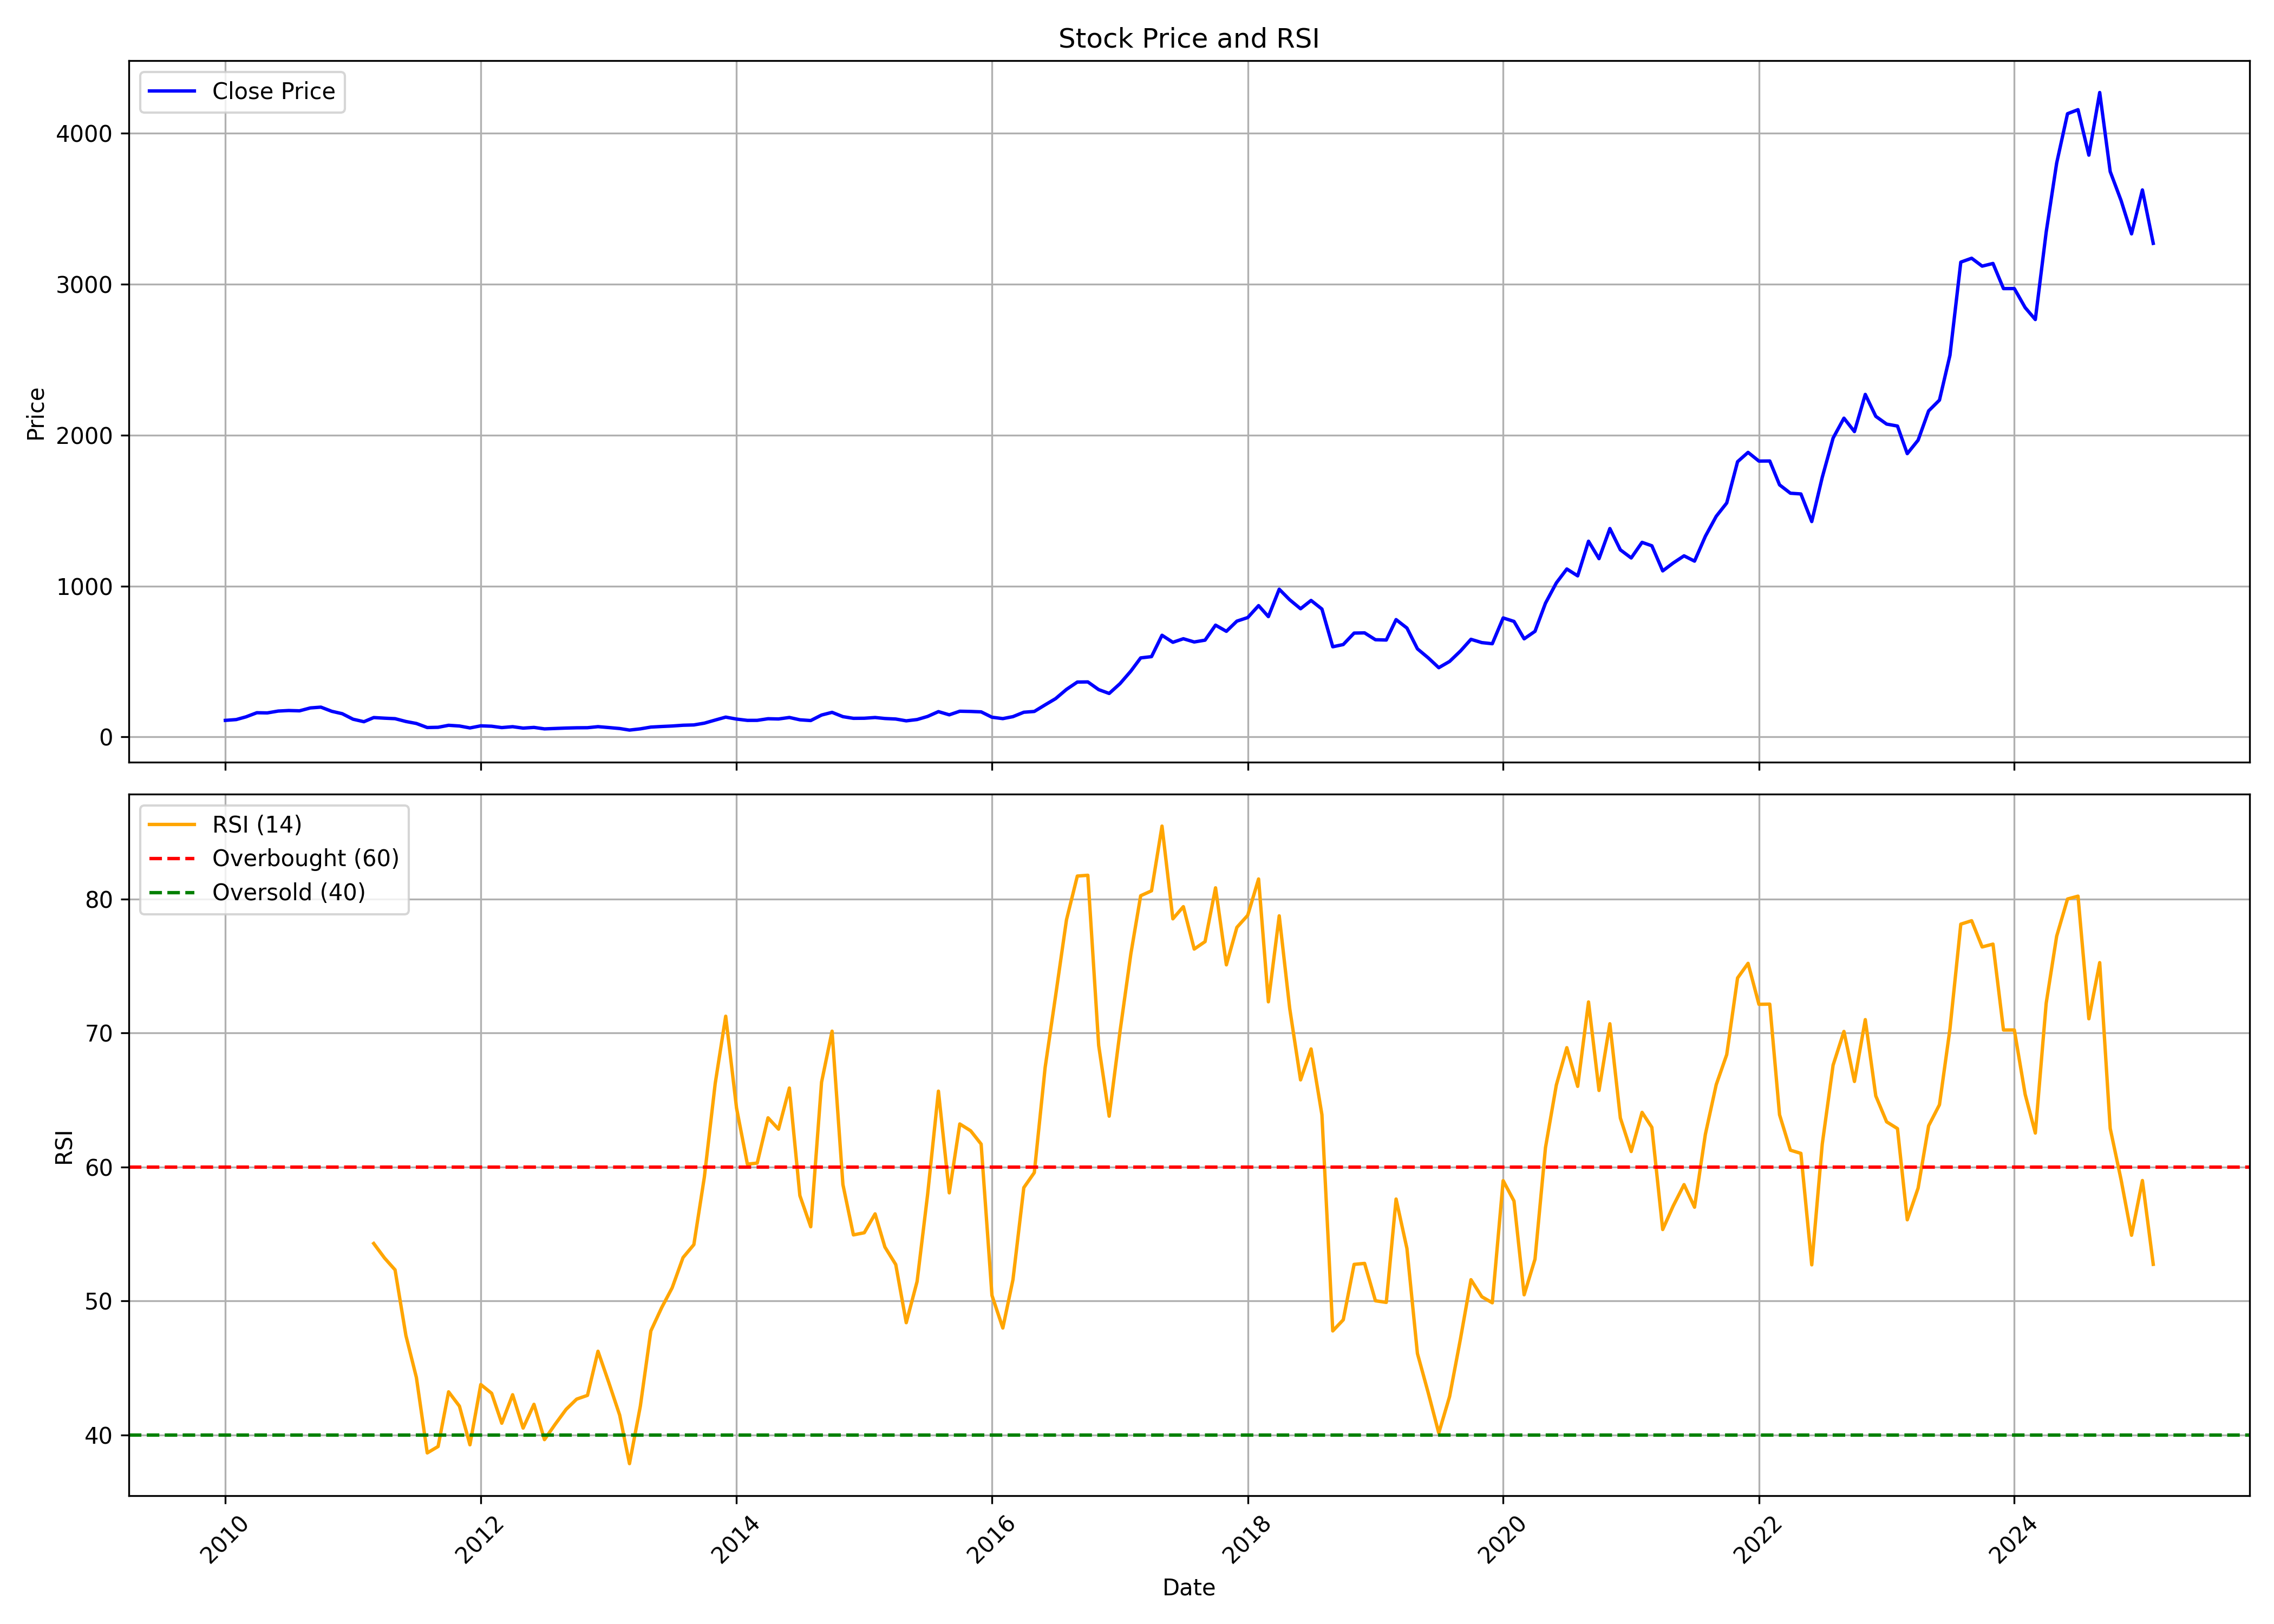 Stock Price and RSI
Close Price
4000
3000
2000
1000
0
Price
RSI (14)
Overbought (60)
Oversold (40)
80
70
60
50
40
RSI
2010
2012
2014
2016
2018
2020
2022
2024
Date